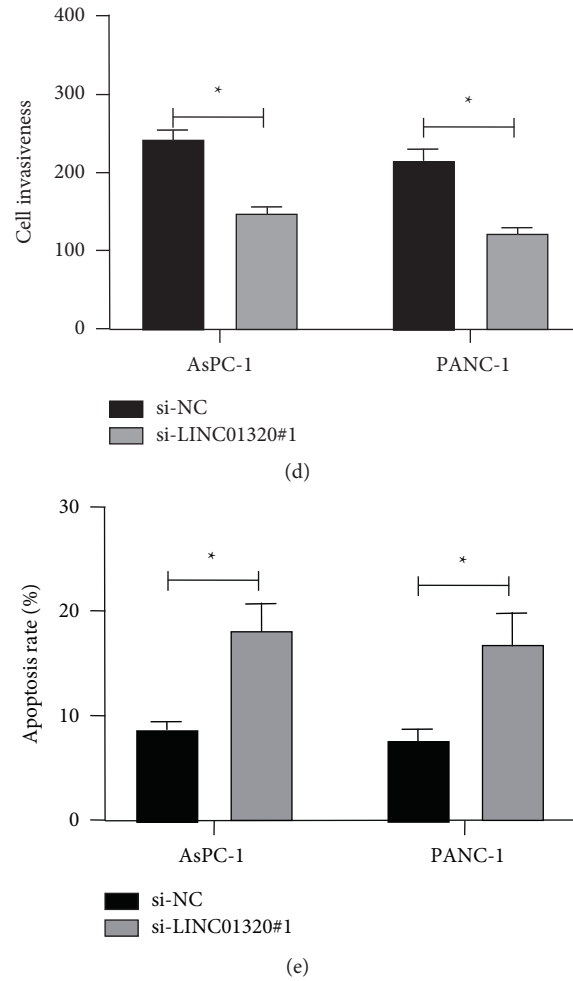 400
300
200
100
0
Cell invasiveness
*
*
AsPC-1
PANC-1
si-NC
si-LINC01320#1
(d)
30
20
10
0
Apoptosis rate (%)
*
*
AsPC-1
PANC-1
si-NC
si-LINC01320#1
(e)